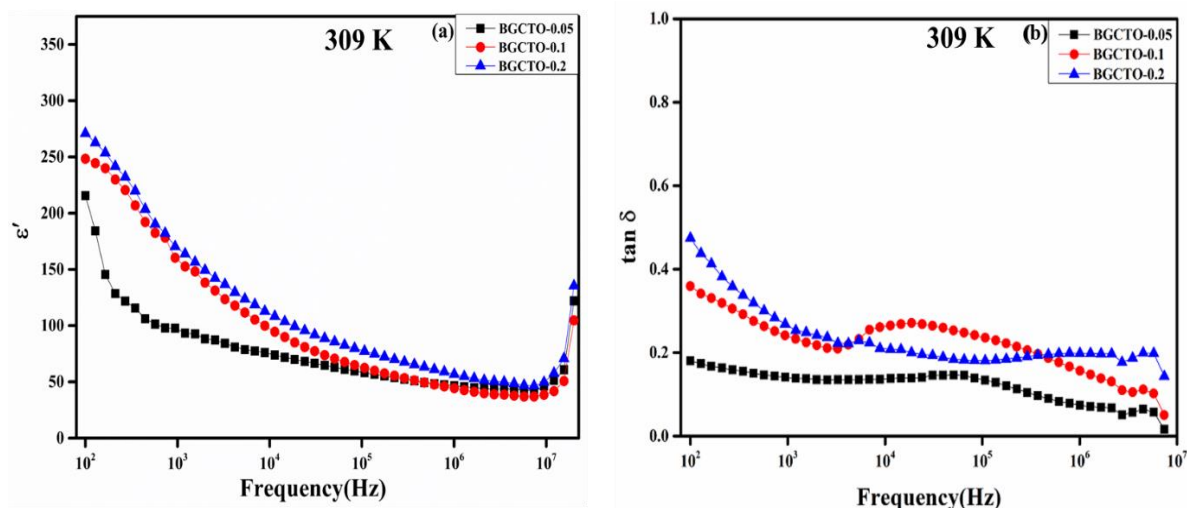 (a)
309 K
BGCTO-0.05
BGCTO-0.1
BGCTO-0.2
350
300
250
200
150
100
50
0
ε′
10² 10³ 10⁴ 10⁵ 10⁶ 10⁷
Frequency(Hz)
(b)
309 K
BGCTO-0.05
BGCTO-0.1
BGCTO-0.2
1.0
0.8
0.6
0.4
0.2
0.0
tan δ
10² 10³ 10⁴ 10⁵ 10⁶ 10⁷
Frequency(Hz)